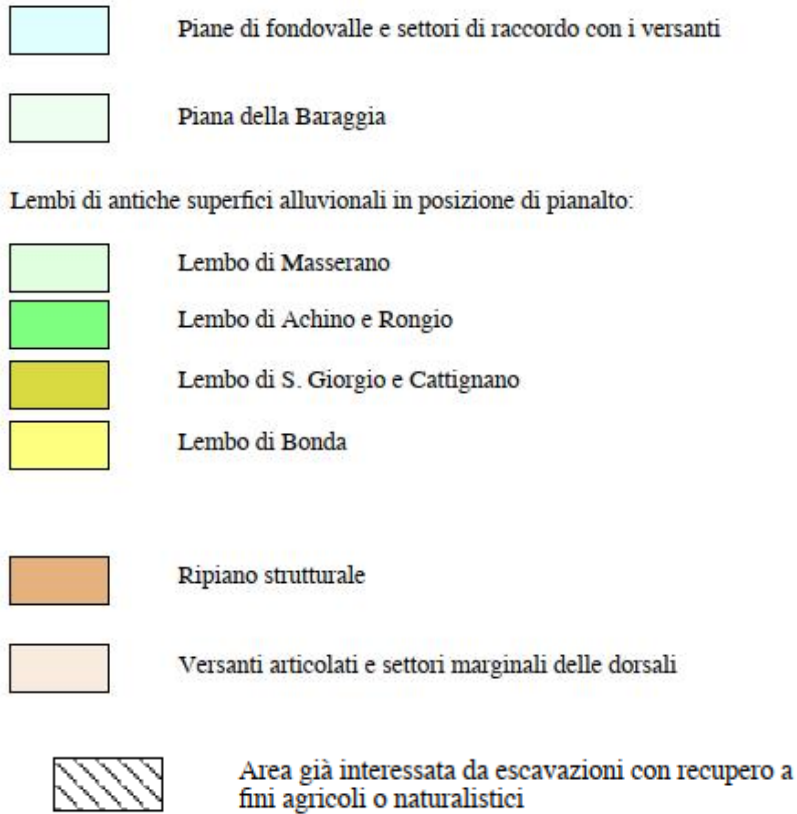 Piane di fondovalle e settori di raccordo con i versanti
Piana della Baraggia
Lembi di antiche superfici alluvionali in posizione di pianalto:
Lembo di Masserano
Lembo di Achino e Rongio
Lembo di S. Giorgio e Cattignano
Lembo di Bonda
Ripiano strutturale
Versanti articolati e settori marginali delle dorsali
Area già interessata da escavazioni con recupero a
fini agricoli o naturalistici